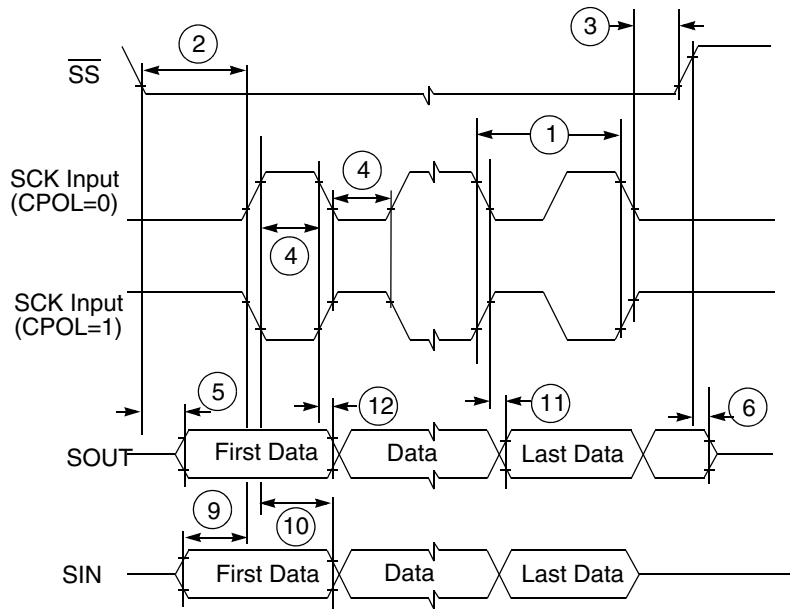 2
3
SS
1
SCK Input
(CPOL=0)
4
4
SCK Input
(CPOL=1)
5
12
11
6
SOUT
First Data
Data
Last Data
9
10
SIN
First Data
Data
Last Data